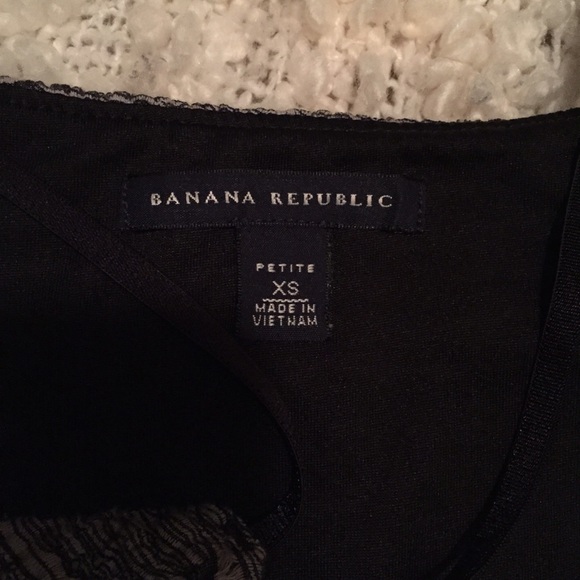 BANANA REPUBLIC
PETITE
XS
MADE IN
VIETNAM